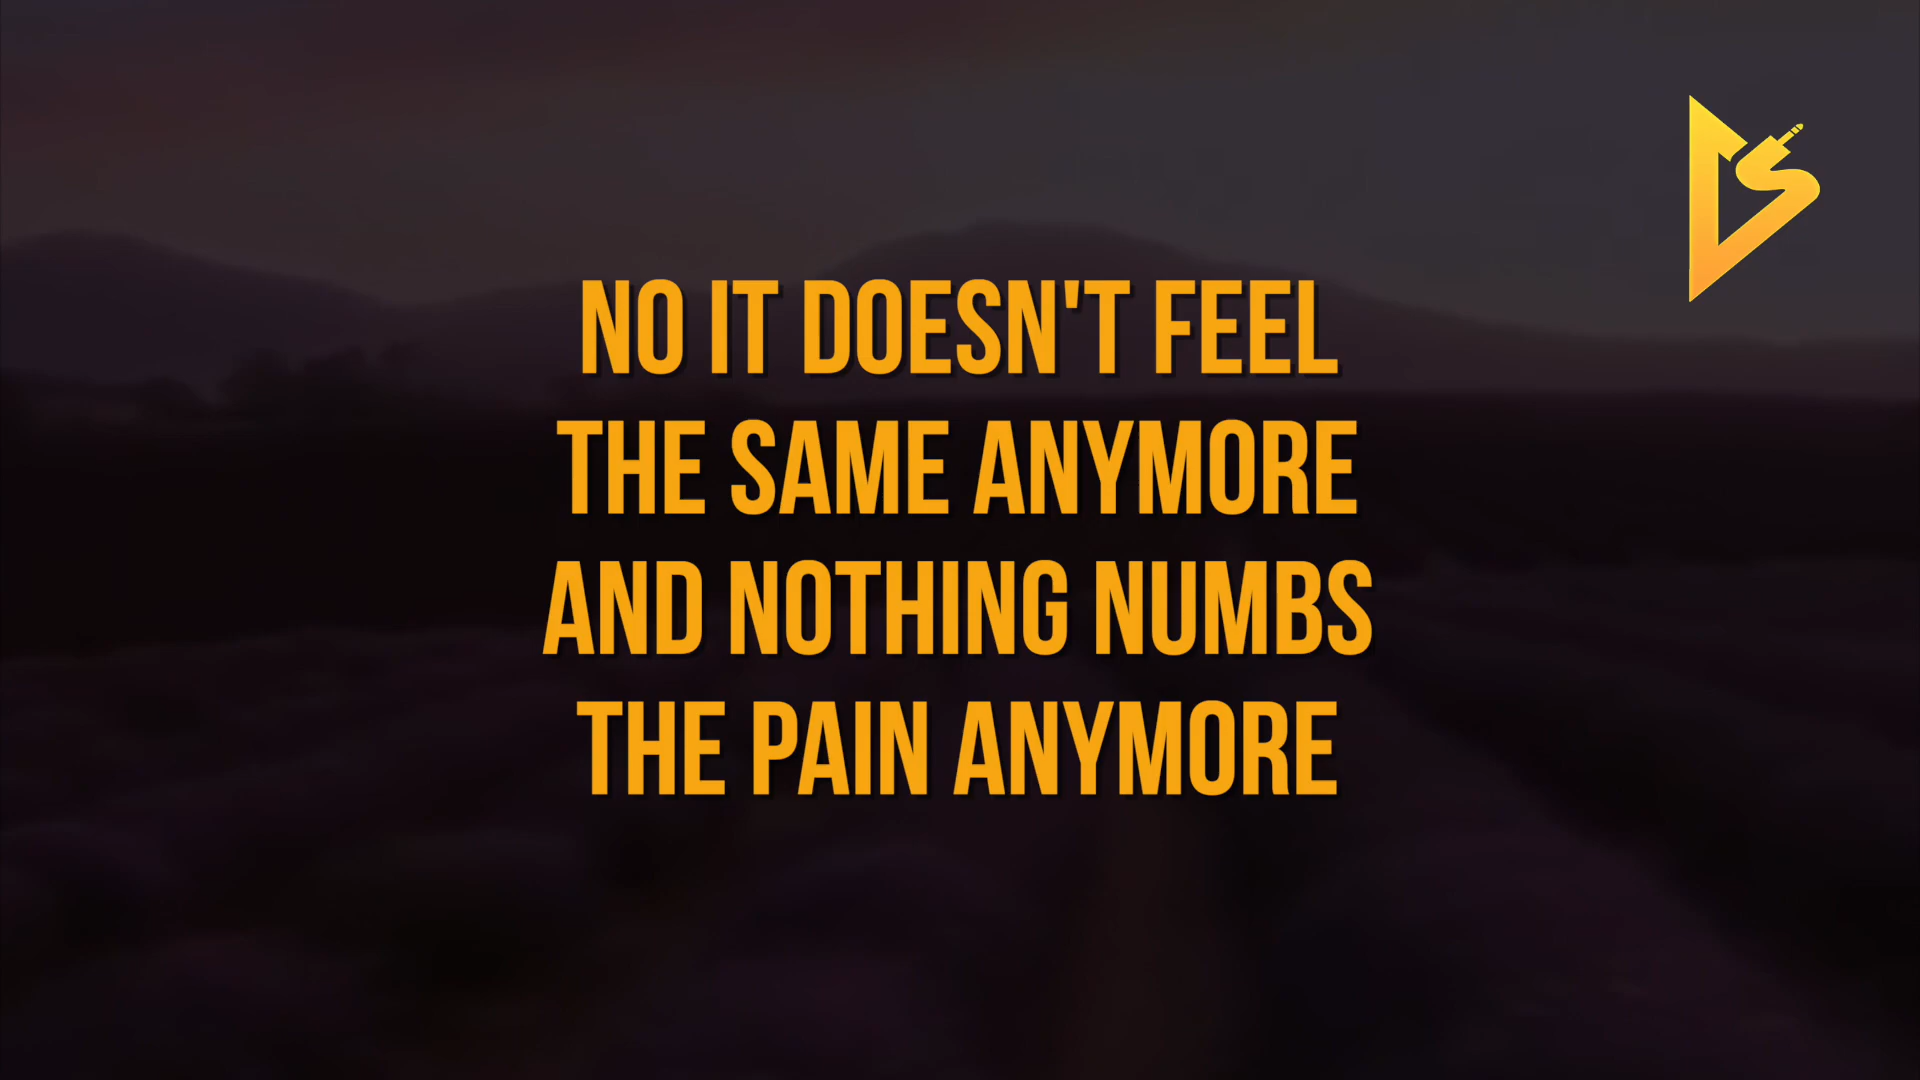 NO IT DOESN'T FEEL
THE SAME ANYMORE
AND NOTHING NUMBS
THE PAIN ANYMORE